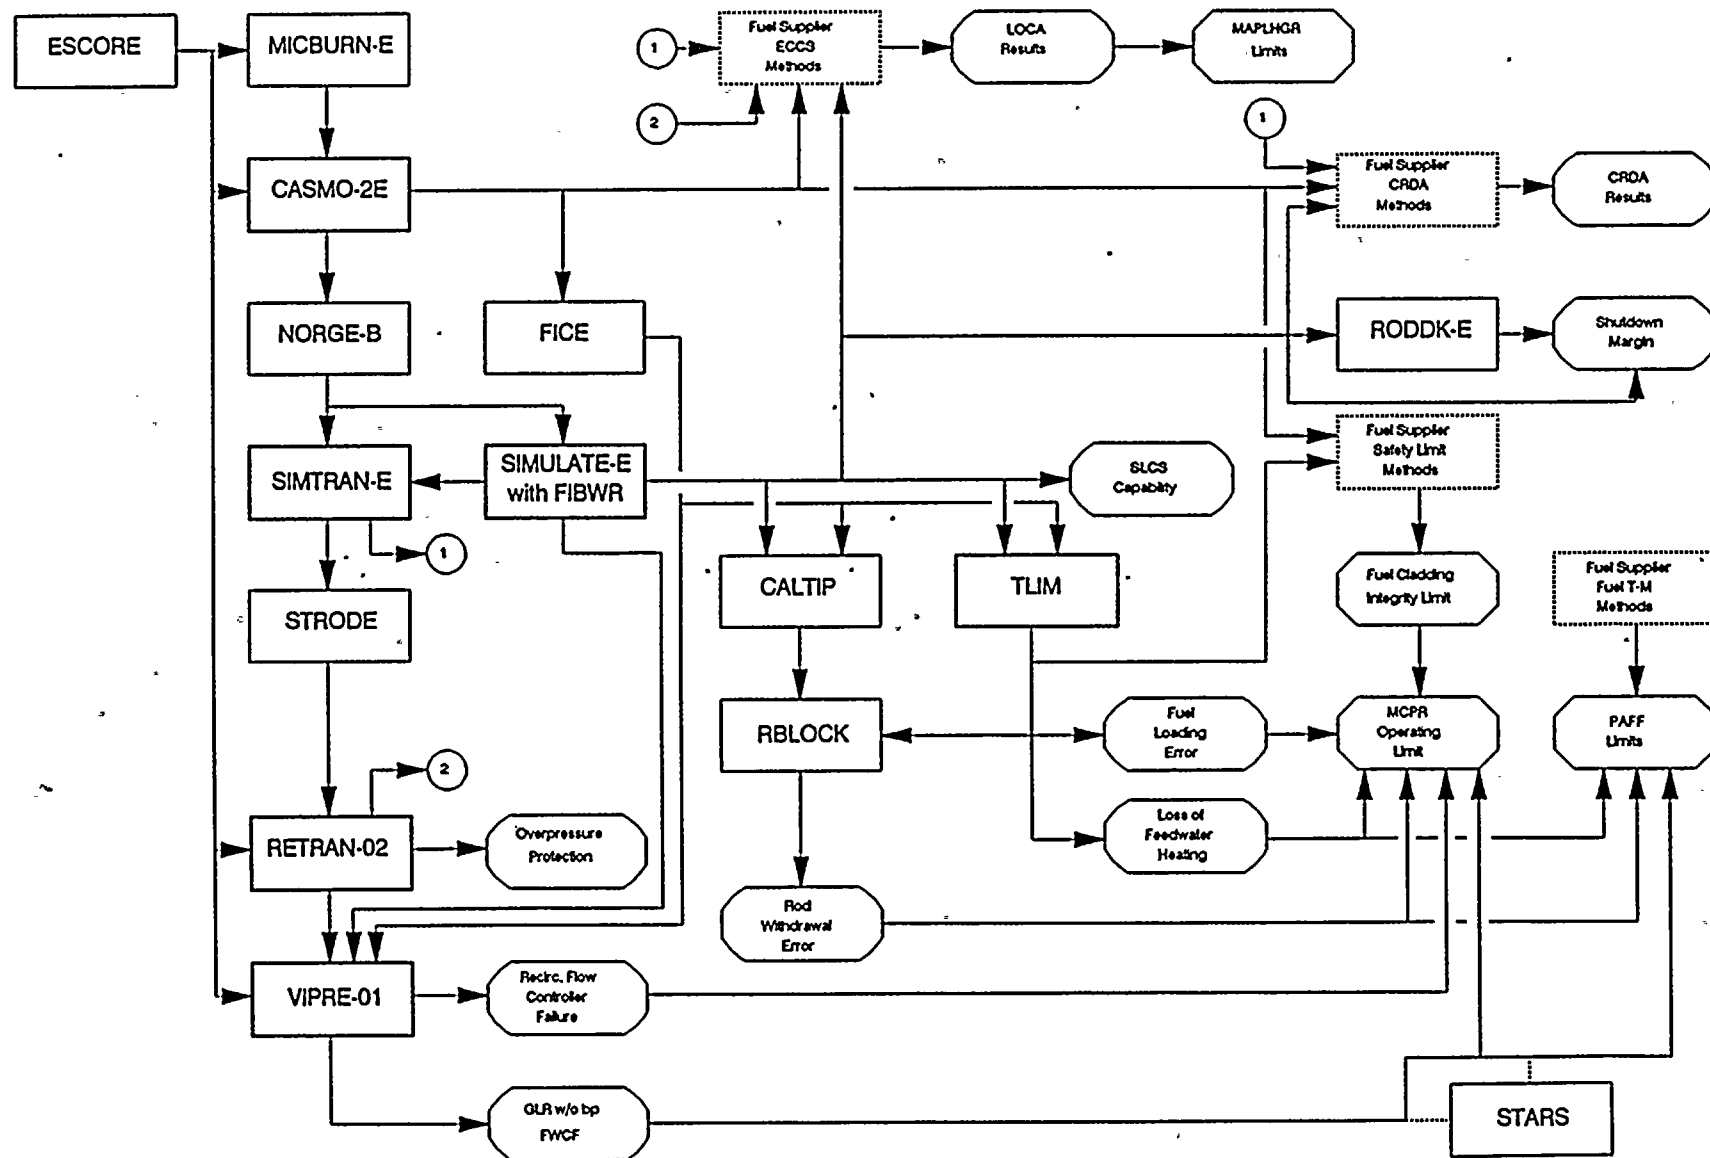 ESCORE
MICBURN-E
1
Fuel Supplier
ECCS
Methods
LOCA
Results
MAPLHGR
Limits
2
1
CASMO-2E
Fuel Supplier
CRDA
Methods
CRDA
Results
NORGE-B
FICE
RODDK-E
Shutdown
Margin
SIMTRAN-E
SIMULATE-E
with FIBWR
SLCS
Capability
Fuel Supplier
Safety Limit
Methods
1
STRODE
CALTIP
TLIM
Fuel Cladding
Integrity Limit
Fuel Supplier
Fuel T-M
Methods
RBLOCK
Fuel
Loading
Error
MCPR
Operating
Limit
PAFF
Limits
2
RETRAN-02
Overpressure
Protection
Loss of
Feedwater
Heating
Rod
Withdrawal
Error
VIPRE-01
Recirc. Flow
Controller
Failure
GLR w/o bp
FWCF
STARS